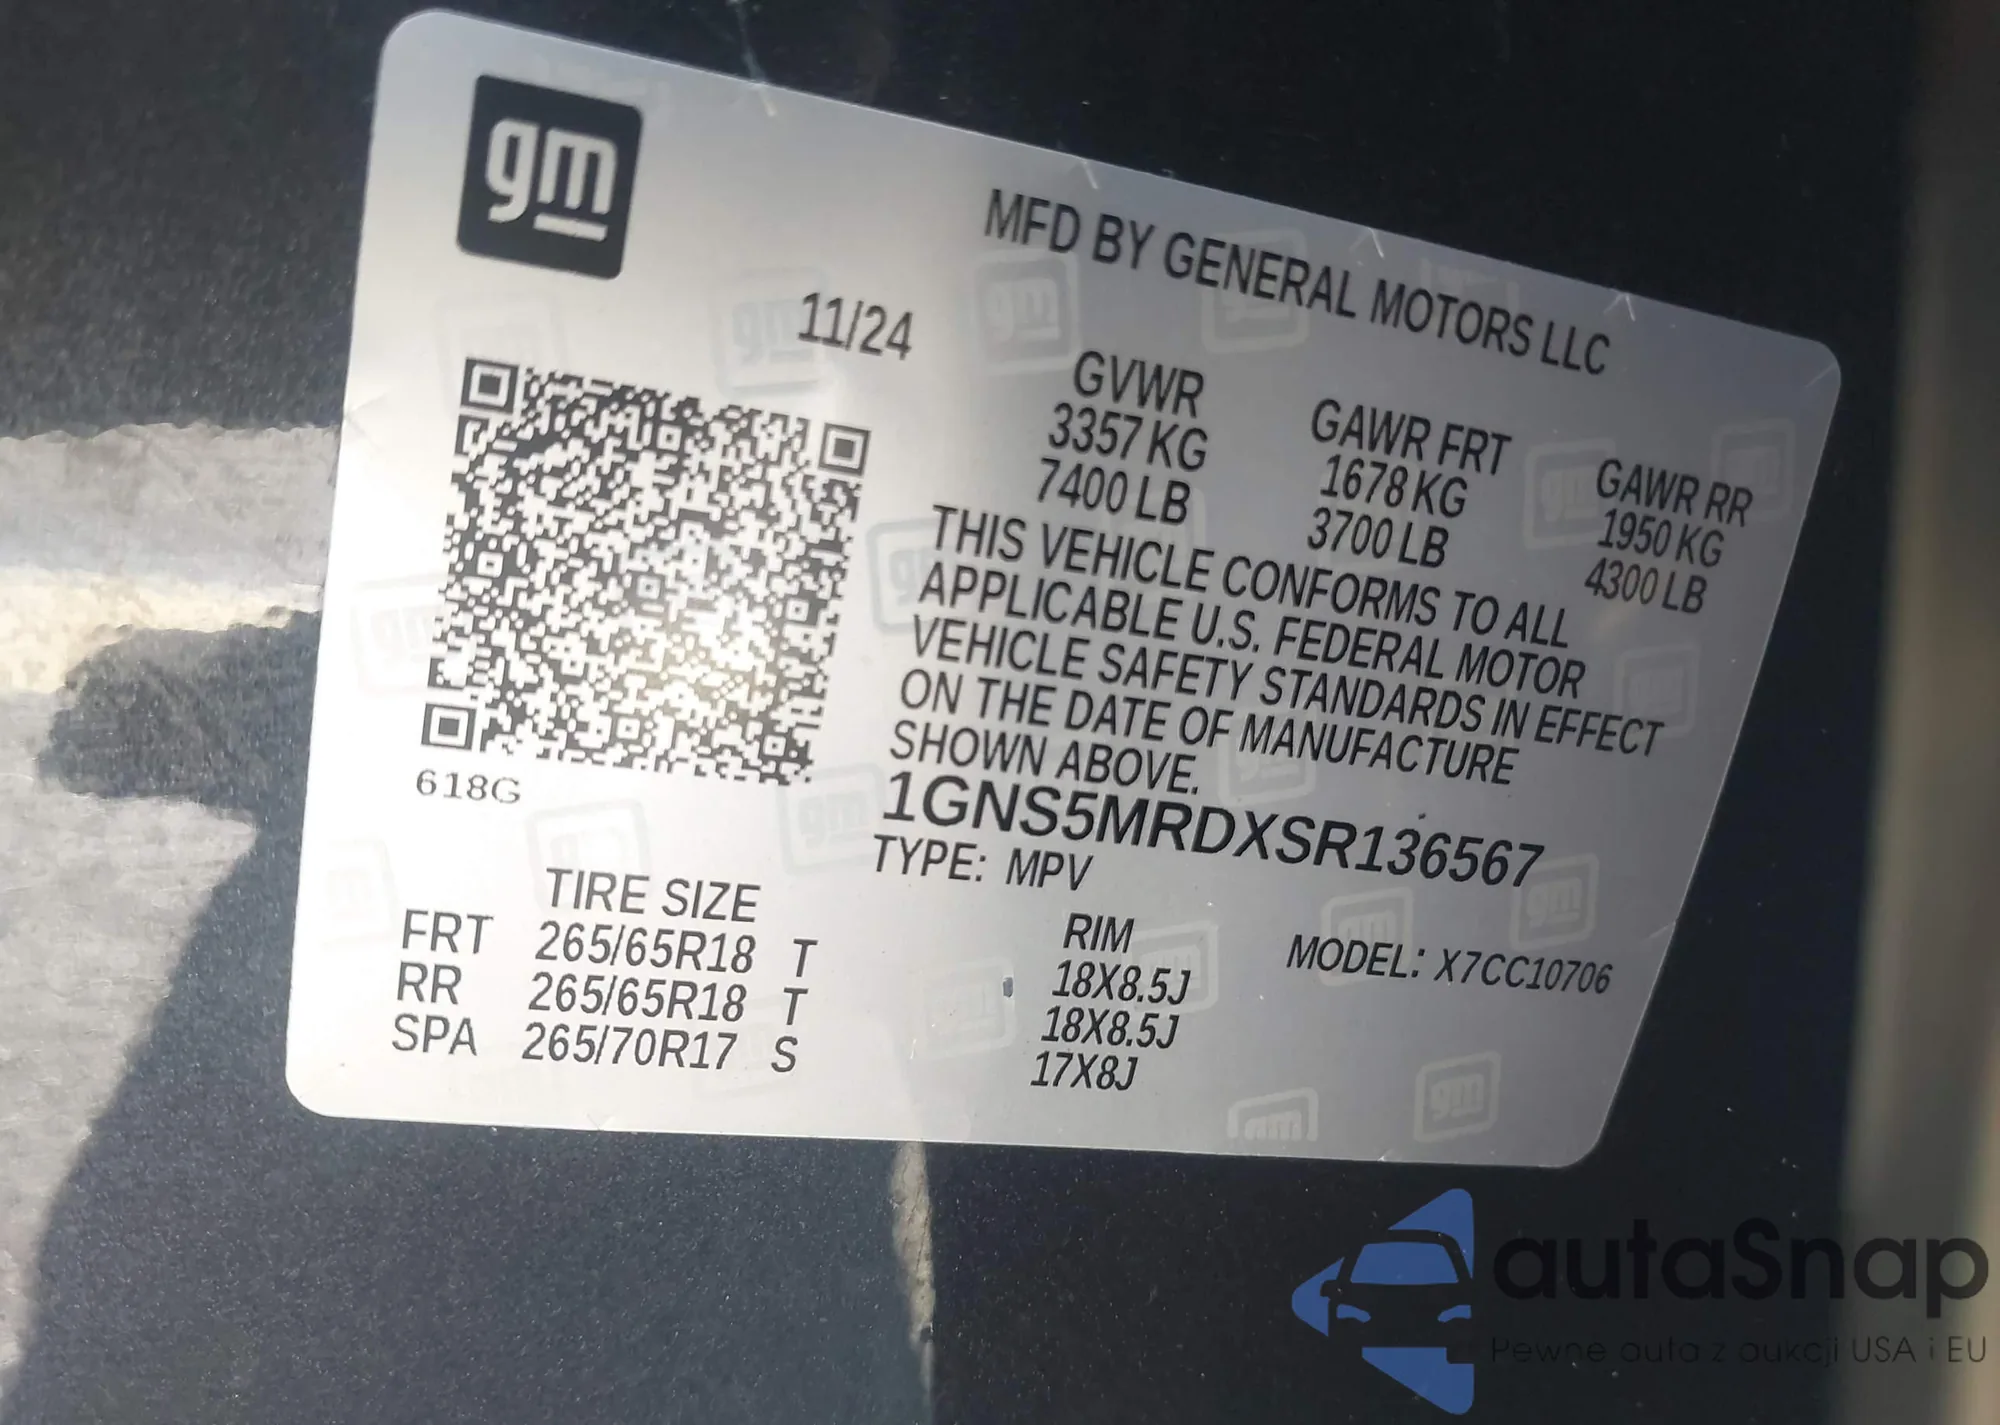 gm
MFD BY GENERAL MOTORS LLC
11/24
GVWR GAWR FRT GAWR RR
3357 KG 1678 KG 1950 KG
7400 LB 3700 LB 4300 LB
THIS VEHICLE CONFORMS TO ALL
APPLICABLE U.S. FEDERAL MOTOR
VEHICLE SAFETY STANDARDS IN EFFECT
ON THE DATE OF MANUFACTURE
SHOWN ABOVE.
618G
1GNS5MRDXSR136567
TYPE: MPV
TIRE SIZE RIM MODEL: X7CC10706
FRT 265/65R18 T 18X8.5J
RR 265/65R18 T 18X8.5J
SPA 265/70R17 S 17X8J
autaSnap
Pewne auta z aukcji USA i EU